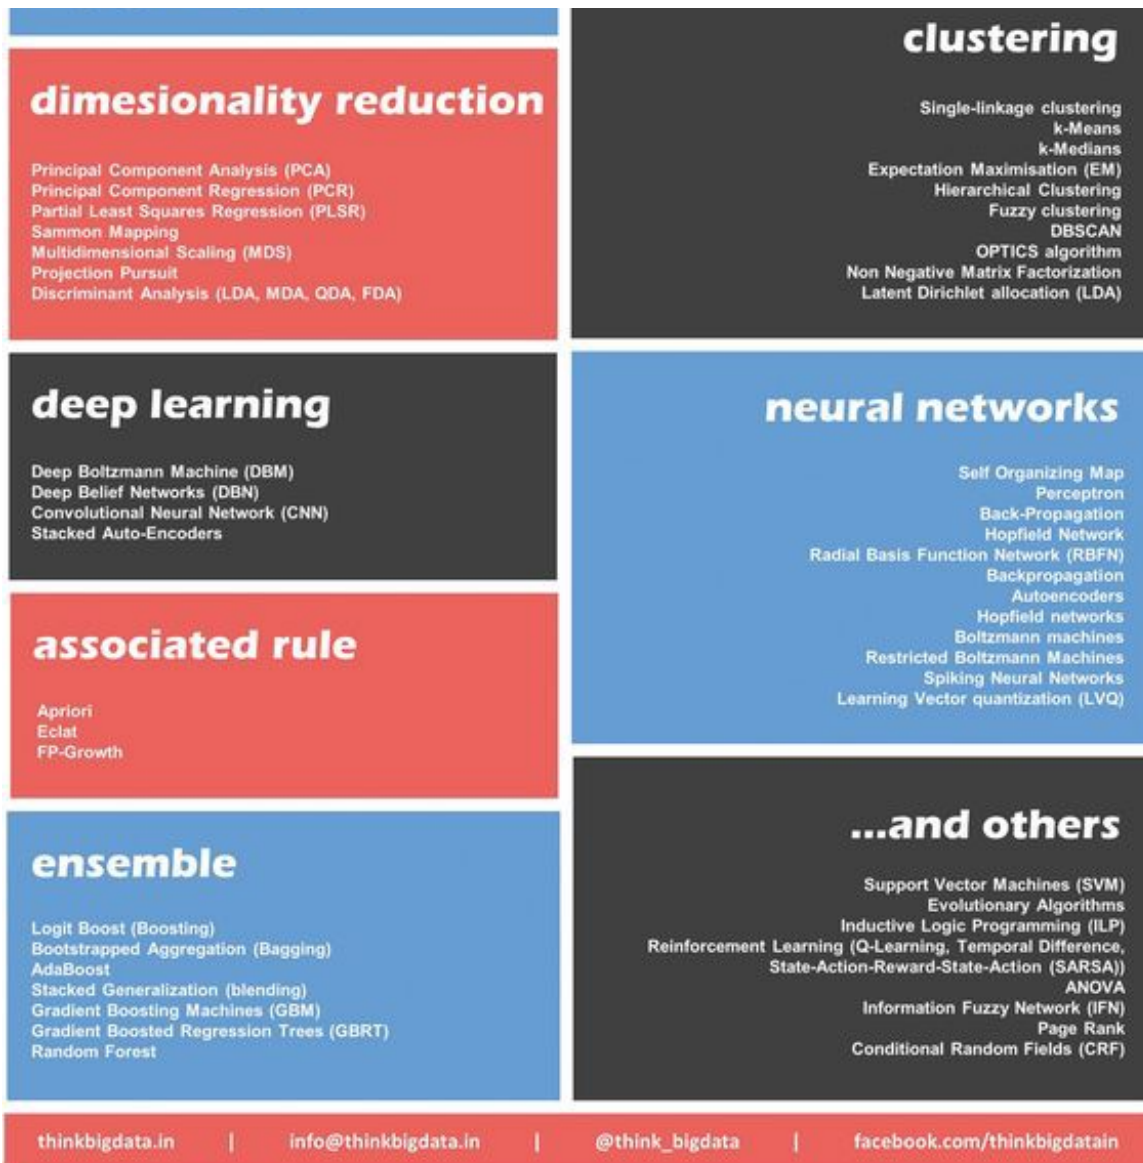 dimesionality reduction
Principal Component Analysis (PCA)
Principal Component Regression (PCR)
Partial Least Squares Regression (PLSR)
Sammon Mapping
Multidimensional Scaling (MDS)
Projection Pursuit
Discriminant Analysis (LDA, MDA, QDA, FDA)
deep learning
Deep Boltzmann Machine (DBM)
Deep Belief Networks (DBN)
Convolutional Neural Network (CNN)
Stacked Auto-Encoders
associated rule
Apriori
Eclat
FP-Growth
ensemble
Logit Boost (Boosting)
Bootstrapped Aggregation (Bagging)
AdaBoost
Stacked Generalization (blending)
Gradient Boosting Machines (GBM)
Gradient Boosted Regression Trees (GBRT)
Random Forest
clustering
Single-linkage clustering
k-Means
k-Medians
Expectation Maximisation (EM)
Hierarchical Clustering
Fuzzy clustering
DBSCAN
OPTICS algorithm
Non Negative Matrix Factorization
Latent Dirichlet allocation (LDA)
neural networks
Self Organizing Map
Perceptron
Back-Propagation
Hopfield Network
Radial Basis Function Network (RBFN)
Backpropagation
Autoencoders
Hopfield networks
Boltzmann machines
Restricted Boltzmann Machines
Spiking Neural Networks
Learning Vector quantization (LVQ)
...and others
Support Vector Machines (SVM)
Evolutionary Algorithms
Inductive Logic Programming (ILP)
Reinforcement Learning (Q-Learning, Temporal Difference,
State-Action-Reward-State-Action (SARSA))
ANOVA
Information Fuzzy Network (IFN)
Page Rank
Conditional Random Fields (CRF)
thinkbigdata.in | info@thinkbigdata.in | @think_bigdata | facebook.com/thinkbigdatain